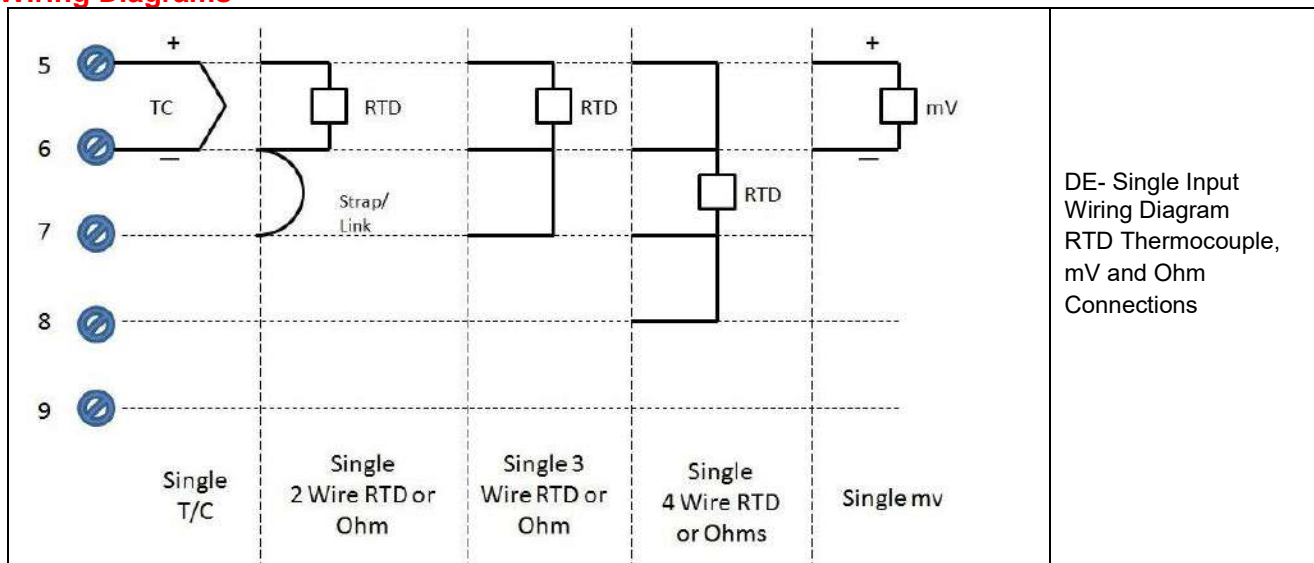 Wiring Diagrams
5
+
TC
6
—
7
8
9
RTD
Strap/
Link
RTD
RTD
+
mV
—
Single
T/C
Single
2 Wire RTD or
Ohm
Single 3
Wire RTD or
Ohm
Single
4 Wire RTD
or Ohms
Single mv
DE- Single Input
Wiring Diagram
RTD Thermocouple,
mV and Ohm
Connections